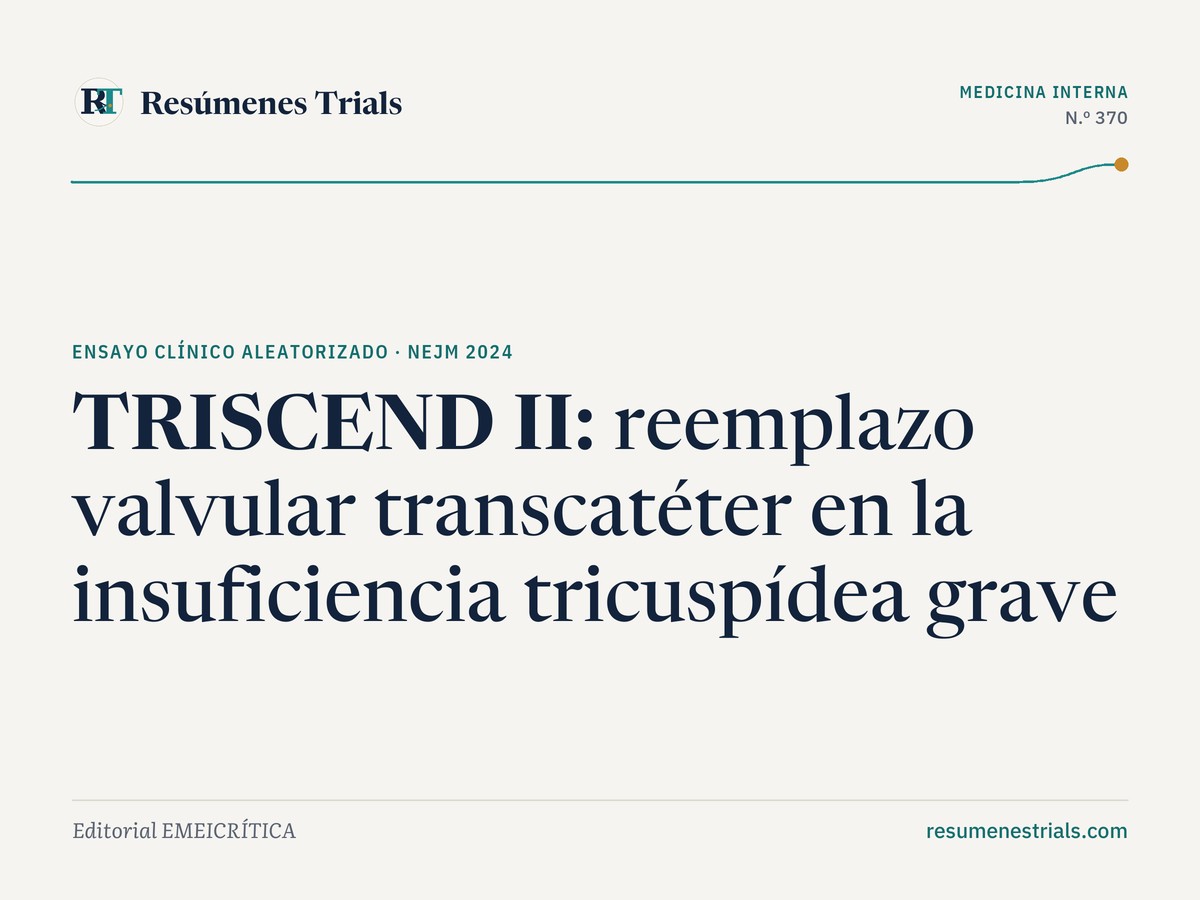 RT Resúmenes Trials
MEDICINA INTERNA
N.º 370
ENSAYO CLÍNICO ALEATORIZADO · NEJM 2024
TRISCEND II: reemplazo
valvular transcatéter en la
insuficiencia tricuspídea grave
Editorial EMEICRÍTICA
resumenestrials.com